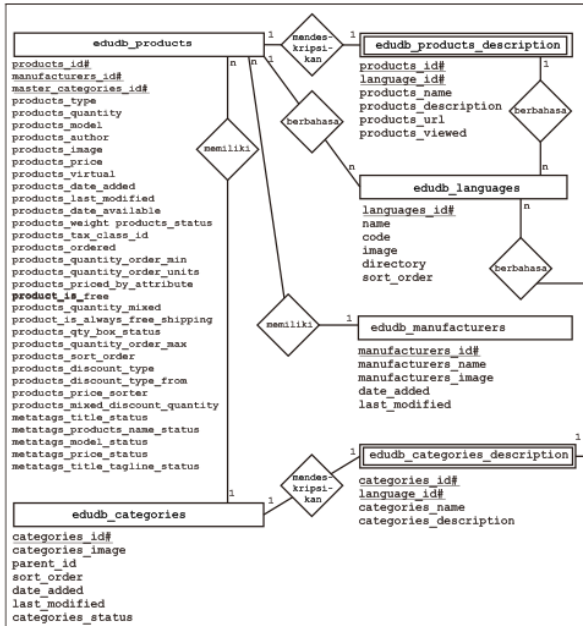 edudb_products
products_id#
manufacturers_id#
master_categories_id#
products_type
products_quantity
products_model
products_author
products_image
products_price
products_virtual
products_date_added
products_last_modified
products_date_available
products_weight products_status
products_tax_class_id
products_ordered
products_quantity_order_min
products_quantity_order_units
products_priced_by_attribute
product_is_free
products_quantity_mixed
product_is_always_free_shipping
products_qty_box_status
products_quantity_order_max
products_sort_order
products_discount_type
products_discount_type_from
products_price_sorter
products_mixed_discount_quantity
metatags_title_status
metatags_products_name_status
metatags_model_status
metatags_price_status
metatags_title_tagline_status
1
mendes-
kripsi-
kan
1
edudb_products_description
products_id#
language_id#
products_name
products_description
products_url
products_viewed
n
n
1
1
berbahasa
n
1
berbahasa
n
memiliki
1
edudb_languages
languages_id#
name
code
image
directory
sort_order
n
berbahasa
memiliki
1
edudb_manufacturers
manufacturers_id#
manufacturers_name
manufacturers_image
date_added
last_modified
edudb_categories
categories_id#
categories_image
parent_id
sort_order
date_added
last_modified
categories_status
1
mendes-
kripsi-
kan
1
edudb_categories_description
1
categories_id#
language_id#
categories_name
categories_description